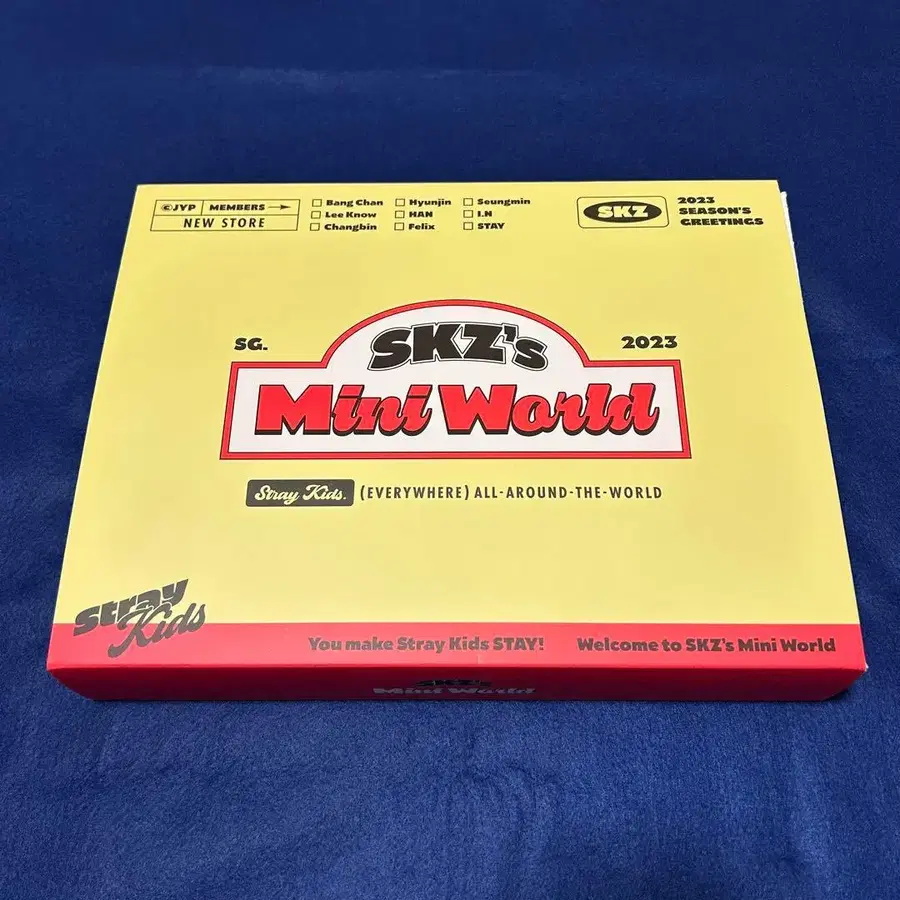 ©JYP MEMBERS
NEW STORE
Bang Chan Hyunjin Seungmin
Lee Know HAN I.N
Changbin Felix STAY
SKZ
2023
SEASON'S
GREETINGS
SG. 2023
SKZ's
Mini World
Stray Kids. (EVERYWHERE) ALL-AROUND-THE-WORLD
Stray
Kids
You make Stray Kids STAY! Welcome to SKZ's Mini World
SKZ's
Mini World